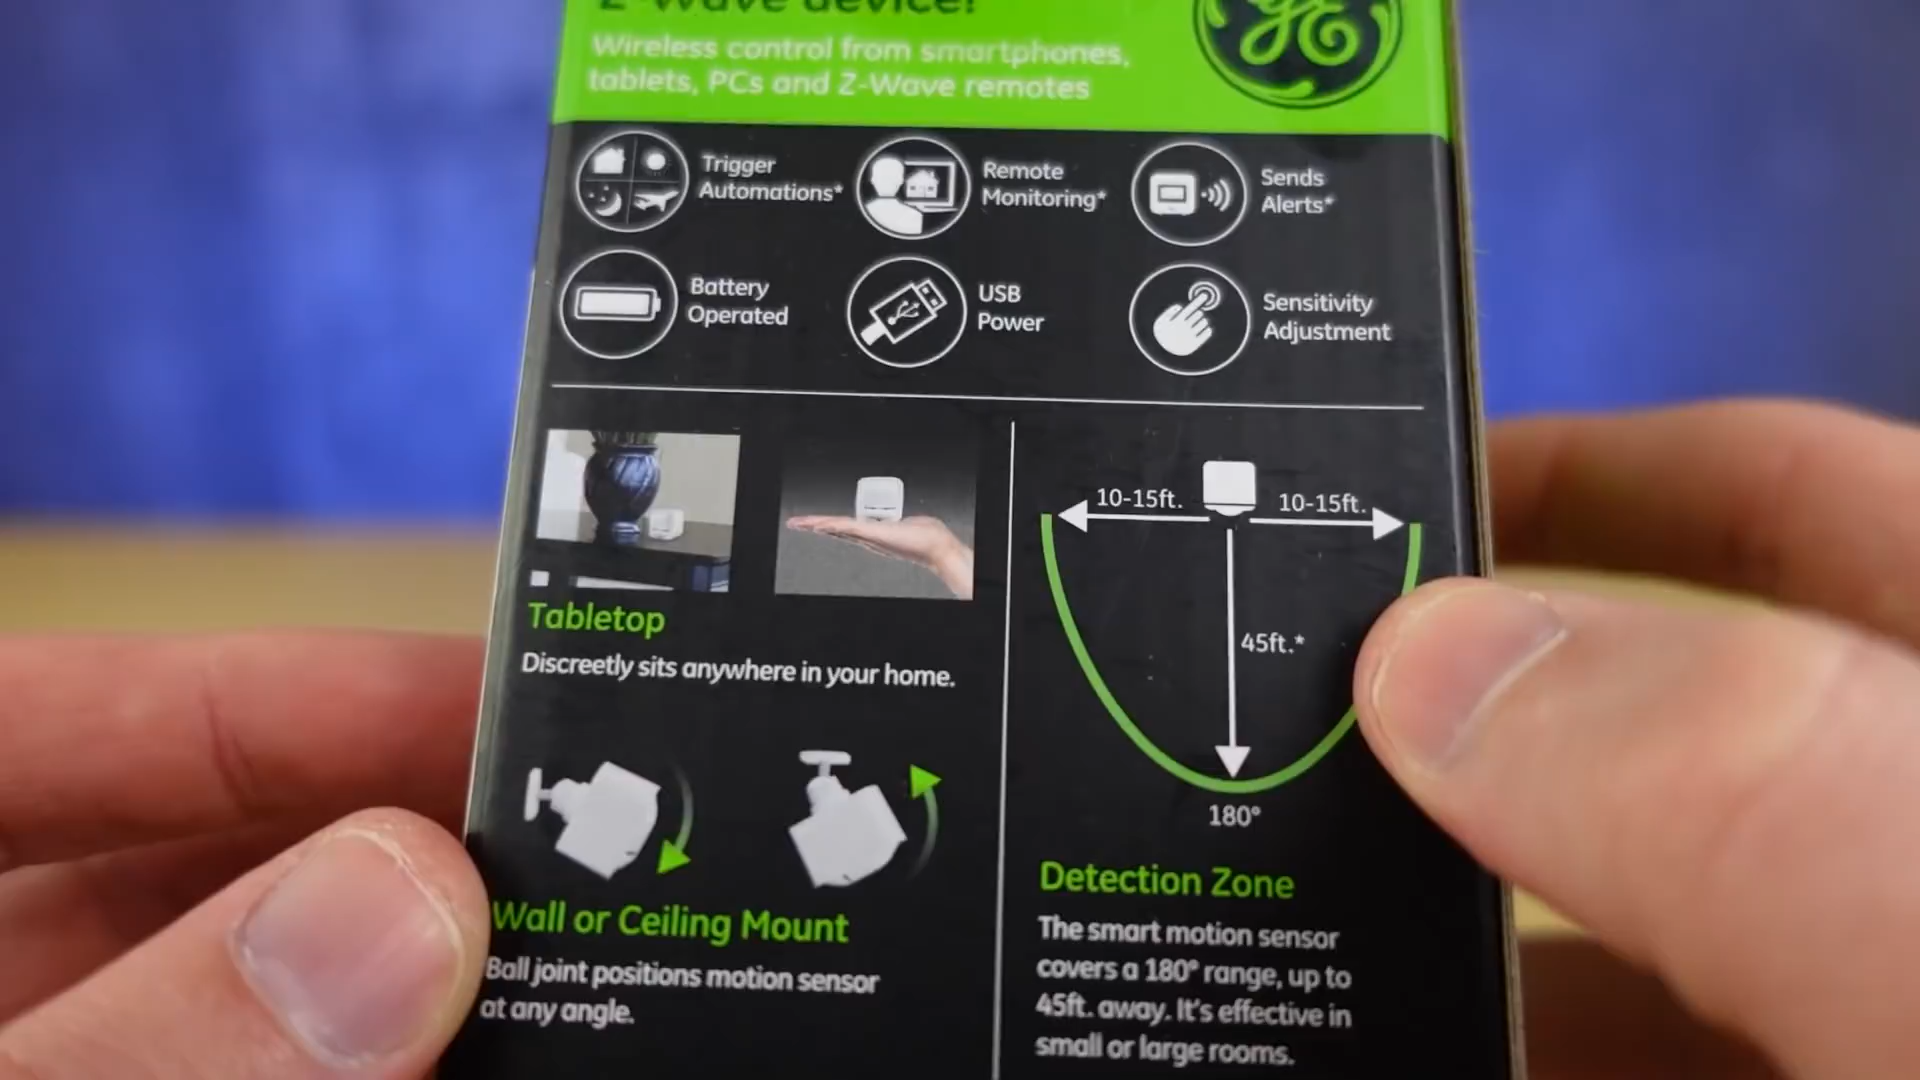 Z-Wave device!
Wireless control from smartphones,
tablets, PCs and Z-Wave remotes
GE
Trigger
Automations*
Remote
Monitoring*
Sends
Alerts*
Battery
Operated
USB
Power
Sensitivity
Adjustment
10-15ft.
10-15ft.
45ft.*
180°
Tabletop
Discreetly sits anywhere in your home.
Wall or Ceiling Mount
Ball joint positions motion sensor
at any angle.
Detection Zone
The smart motion sensor
covers a 180° range, up to
45ft. away. It's effective in
small or large rooms.